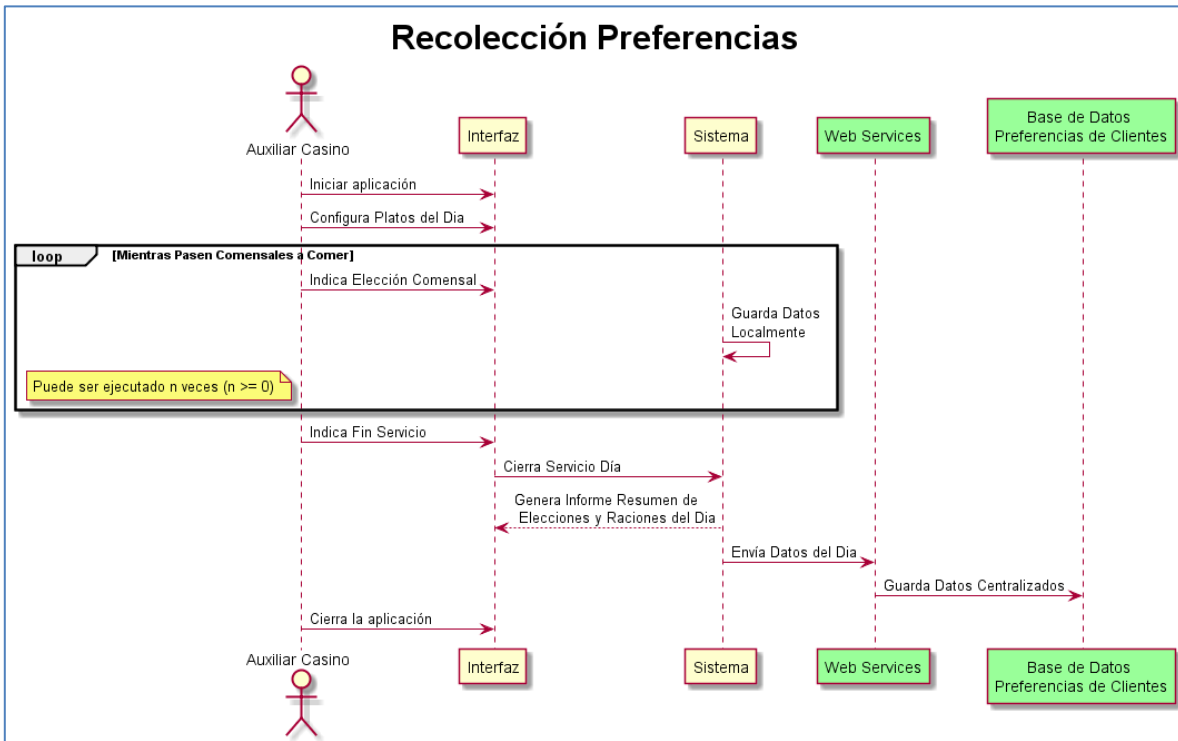 Recolección Preferencias
Auxiliar Casino
Interfaz
Sistema
Web Services
Base de Datos
Preferencias de Clientes
Iniciar aplicación
Configura Platos del Dia
loop
[Mientras Pasen Comensales a Comer]
Indica Elección Comensal
Guarda Datos
Localmente
Puede ser ejecutado n veces (n >= 0)
Indica Fin Servicio
Cierra Servicio Día
Genera Informe Resumen de
Elecciones y Raciones del Dia
Envía Datos del Dia
Guarda Datos Centralizados
Cierra la aplicación
Auxiliar Casino
Interfaz
Sistema
Web Services
Base de Datos
Preferencias de Clientes